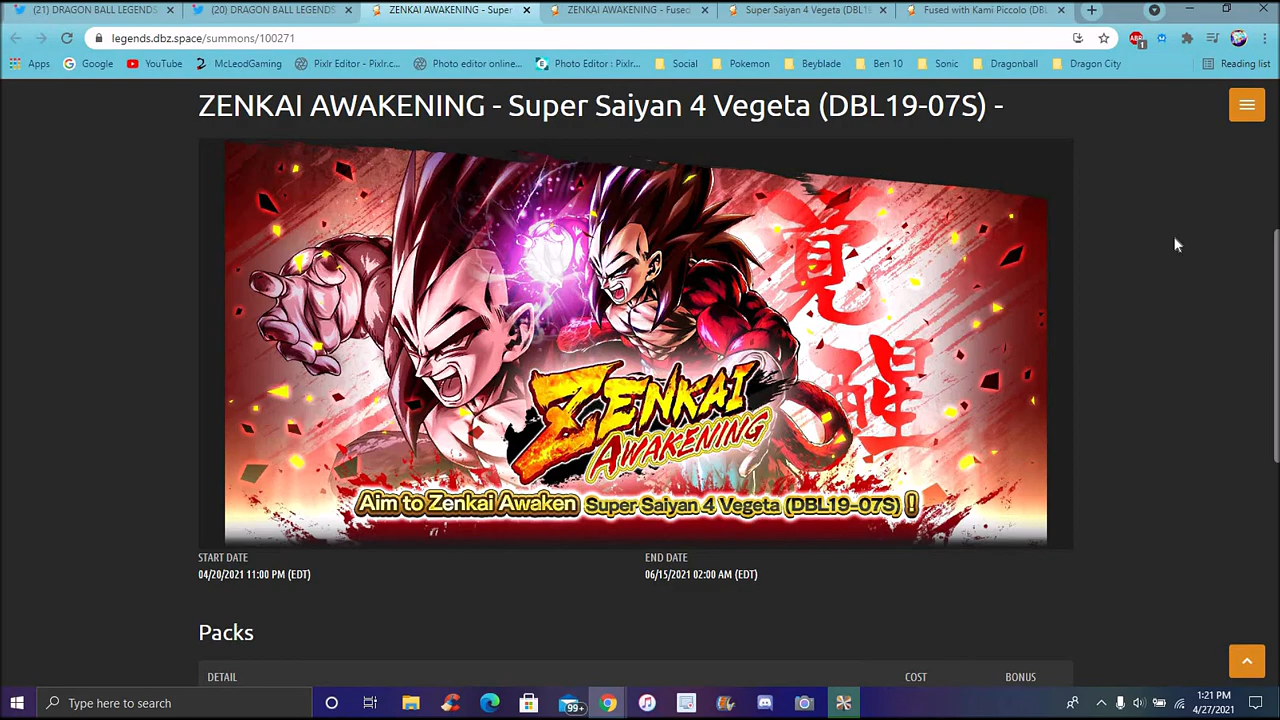 (21) DRAGON BALL LEGENDS
(20) DRAGON BALL LEGENDS
ZENKAI AWAKENING - Super
ZENKAI AWAKENING - Fused
Super Saiyan 4 Vegeta (DBL19
Fused with Kami Piccolo (DBL
legends.dbz.space/summons/100271
ABP
1
Apps
Google
YouTube
McLeodGaming
Pixlr Editor - Pixlr.c...
Photo editor online...
Photo Editor : Pixlr...
Social
Pokemon
Beyblade
Ben 10
Sonic
Dragonball
Dragon City
Reading list
ZENKAI AWAKENING - Super Saiyan 4 Vegeta (DBL19-07S) -
覚醒
ZENKAI
AWAKENING
Aim to Zenkai Awaken Super Saiyan 4 Vegeta (DBL19-07S) !
START DATE
04/20/2021 11:00 PM (EDT)
END DATE
06/15/2021 02:00 AM (EDT)
Packs
DETAIL
COST
BONUS
Type here to search
99+
1:21 PM
4/27/2021